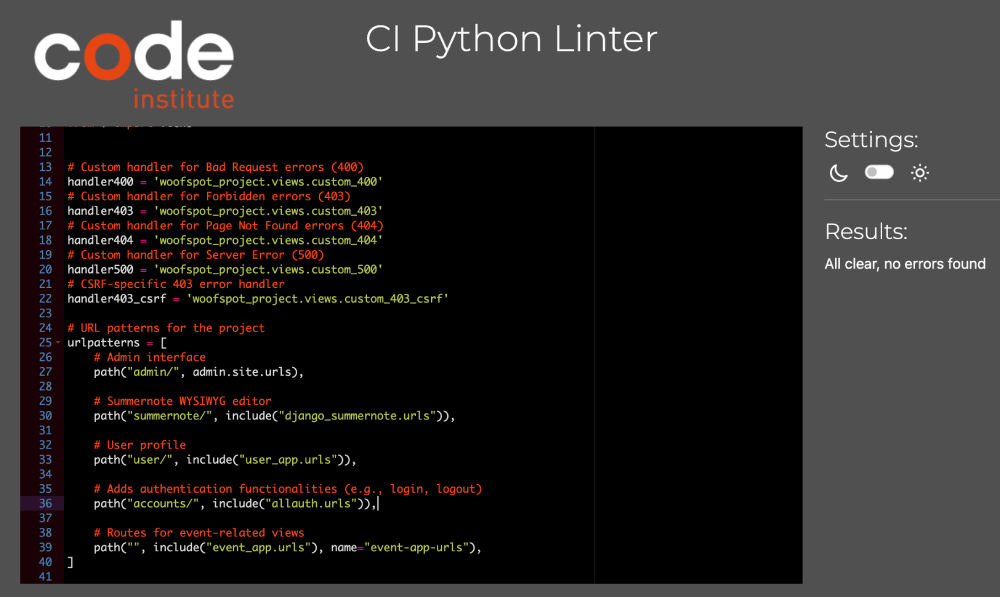 code
institute
CI Python Linter
11
12
13 # Custom handler for Bad Request errors (400)
14 handler400 = 'woofspot_project.views.custom_400'
15 # Custom handler for Forbidden errors (403)
16 handler403 = 'woofspot_project.views.custom_403'
17 # Custom handler for Page Not Found errors (404)
18 handler404 = 'woofspot_project.views.custom_404'
19 # Custom handler for Server Error (500)
20 handler500 = 'woofspot_project.views.custom_500'
21 # CSRF-specific 403 error handler
22 handler403_csrf = 'woofspot_project.views.custom_403_csrf'
23
24 # URL patterns for the project
25 urlpatterns = [
26     # Admin interface
27     path("admin/", admin.site.urls),
28
29     # Summernote WYSIWYG editor
30     path("summernote/", include("django_summernote.urls")),
31
32     # User profile
33     path("user/", include("user_app.urls")),
34
35     # Adds authentication functionalities (e.g., login, logout)
36     path("accounts/", include("allauth.urls")),
37
38     # Routes for event-related views
39     path("", include("event_app.urls"), name="event-app-urls"),
40 ]
41
Settings:
Results:
All clear, no errors found